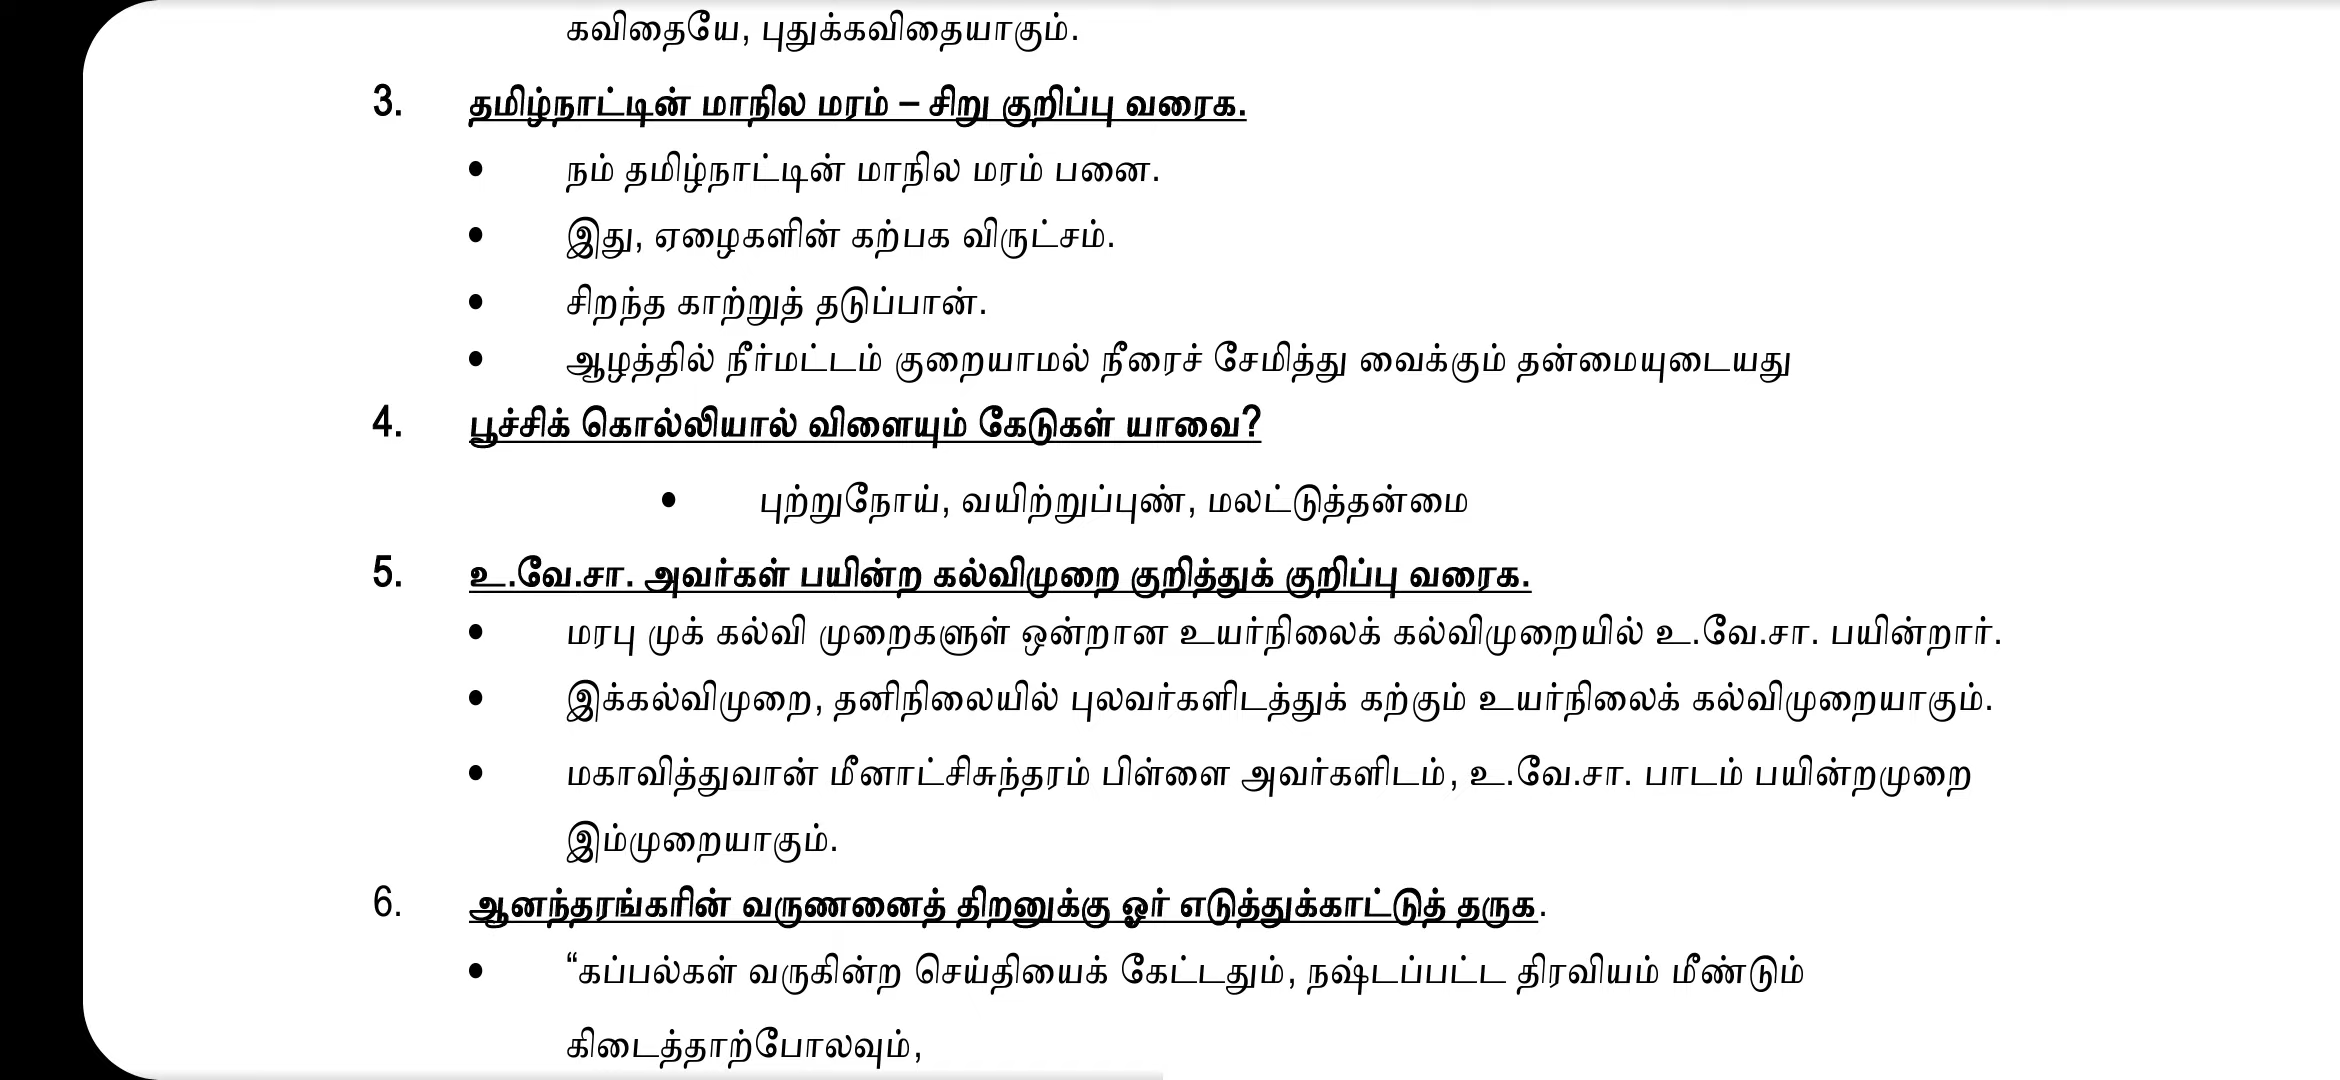 கவிதையே, புதுக்கவிதையாகும்.
3. தமிழ்நாட்டின் மாநில மரம் – சிறு குறிப்பு வரைக.
• நம் தமிழ்நாட்டின் மாநில மரம் பனை.
• இது, ஏழைகளின் கற்பக விருட்சம்.
• சிறந்த காற்றுத் தடுப்பான்.
• ஆழத்தில் நீர்மட்டம் குறையாமல் நீரைச் சேமித்து வைக்கும் தன்மையுடையது
4. பூச்சிக் கொல்லியால் விளையும் கேடுகள் யாவை?
• புற்றுநோய், வயிற்றுப்புண், மலட்டுத்தன்மை
5. உ.வே.சா. அவர்கள் பயின்ற கல்விமுறை குறித்துக் குறிப்பு வரைக.
• மரபு முக் கல்வி முறைகளுள் ஒன்றான உயர்நிலைக் கல்விமுறையில் உ.வே.சா. பயின்றார்.
• இக்கல்விமுறை, தனிநிலையில் புலவர்களிடத்துக் கற்கும் உயர்நிலைக் கல்விமுறையாகும்.
• மகாவித்துவான் மீனாட்சிசுந்தரம் பிள்ளை அவர்களிடம், உ.வே.சா. பாடம் பயின்றமுறை
இம்முறையாகும்.
6. ஆனந்தரங்கரின் வருணனைத் திறனுக்கு ஓர் எடுத்துக்காட்டுத் தருக.
• “கப்பல்கள் வருகின்ற செய்தியைக் கேட்டதும், நஷ்டப்பட்ட திரவியம் மீண்டும்
கிடைத்தாற்போலவும்,